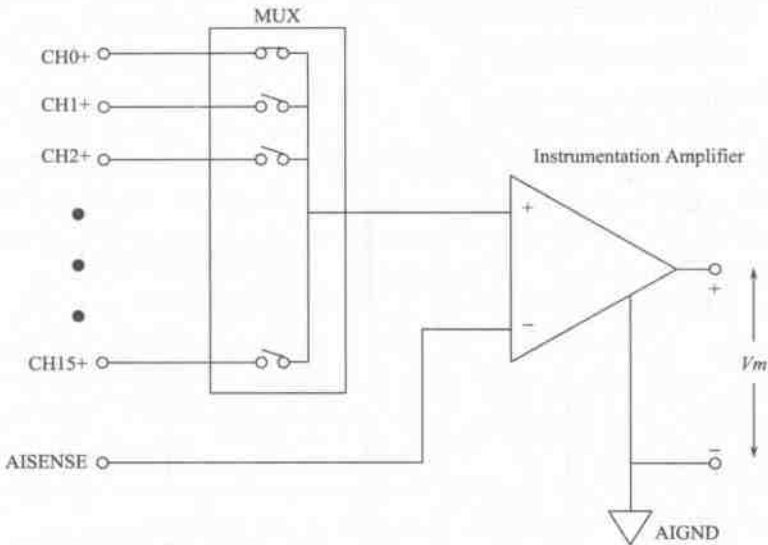 MUX
CH0+
CH1+
CH2+
Instrumentation Amplifier
+
+
−
Vm
CH15+
AISENSE
−
AIGND